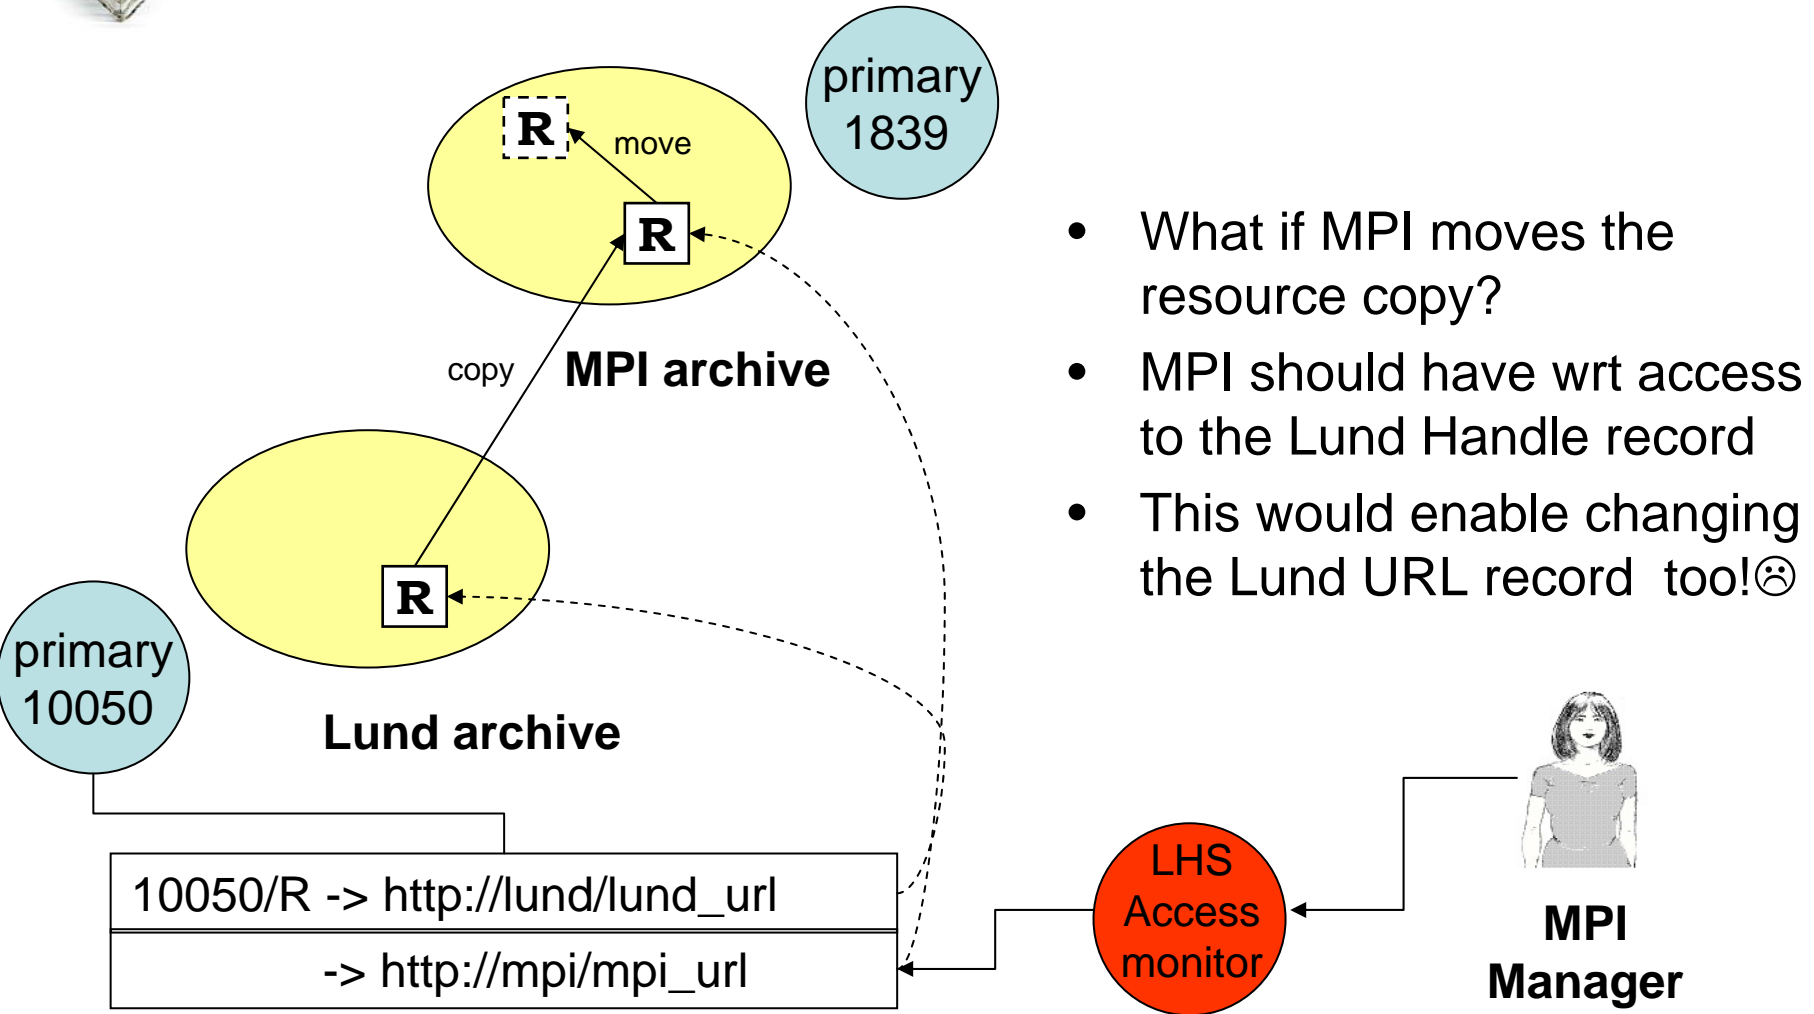 primary
1839
R
move
R
copy
MPI archive
R
primary
10050
Lund archive
10050/R -> http://lund/lund_url
-> http://mpi/mpi_url
LHS
Access
monitor
MPI
Manager
• What if MPI moves the
resource copy?
• MPI should have wrt access
to the Lund Handle record
• This would enable changing
the Lund URL record too!☹